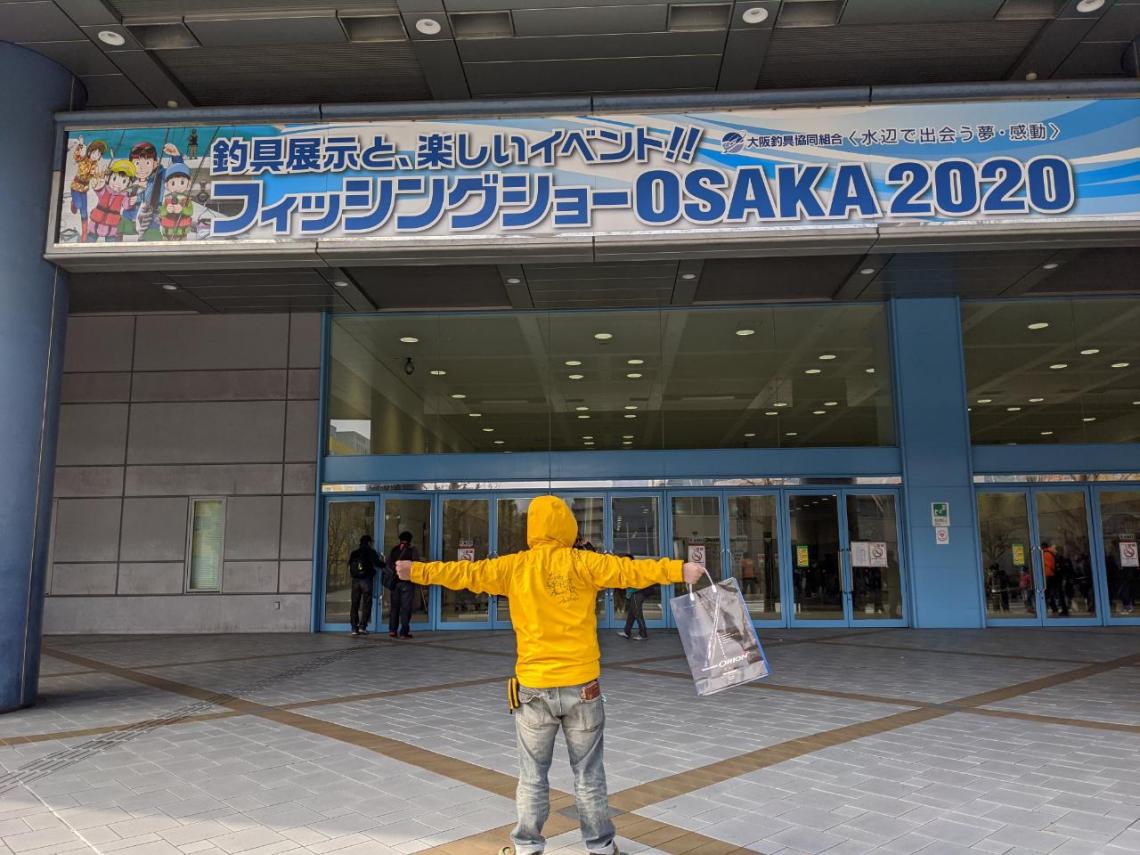 釣具展示と、楽しいイベント!!
大阪釣具協同組合〈水辺で出会う夢・感動〉
フィッシングショーOSAKA 2020
ORION